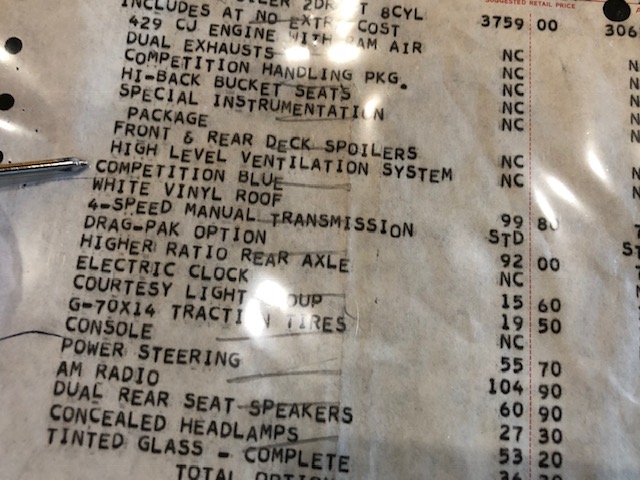 SUGGESTED RETAIL PRICE
8CYL 3759 00 306
INCLUDES AT NO EXTRA COST
429 CJ ENGINE WITH RAM AIR NC
DUAL EXHAUSTS NC
COMPETITION HANDLING PKG. NC
HI-BACK BUCKET SEATS NC
SPECIAL INSTRUMENTATION NC
PACKAGE
FRONT & REAR DECK SPOILERS NC
HIGH LEVEL VENTILATION SYSTEM NC
COMPETITION BLUE
WHITE VINYL ROOF 99 80
4-SPEED MANUAL TRANSMISSION STD
DRAG-PAK OPTION 92 00
HIGHER RATIO REAR AXLE NC
ELECTRIC CLOCK 15 60
COURTESY LIGHT GROUP 19 50
G-70X14 TRACTION TIRES NC
CONSOLE 55 70
POWER STEERING 104 90
AM RADIO 60 90
DUAL REAR SEAT SPEAKERS 27 30
CONCEALED HEADLAMPS 53 20
TINTED GLASS - COMPLETE
TOTAL